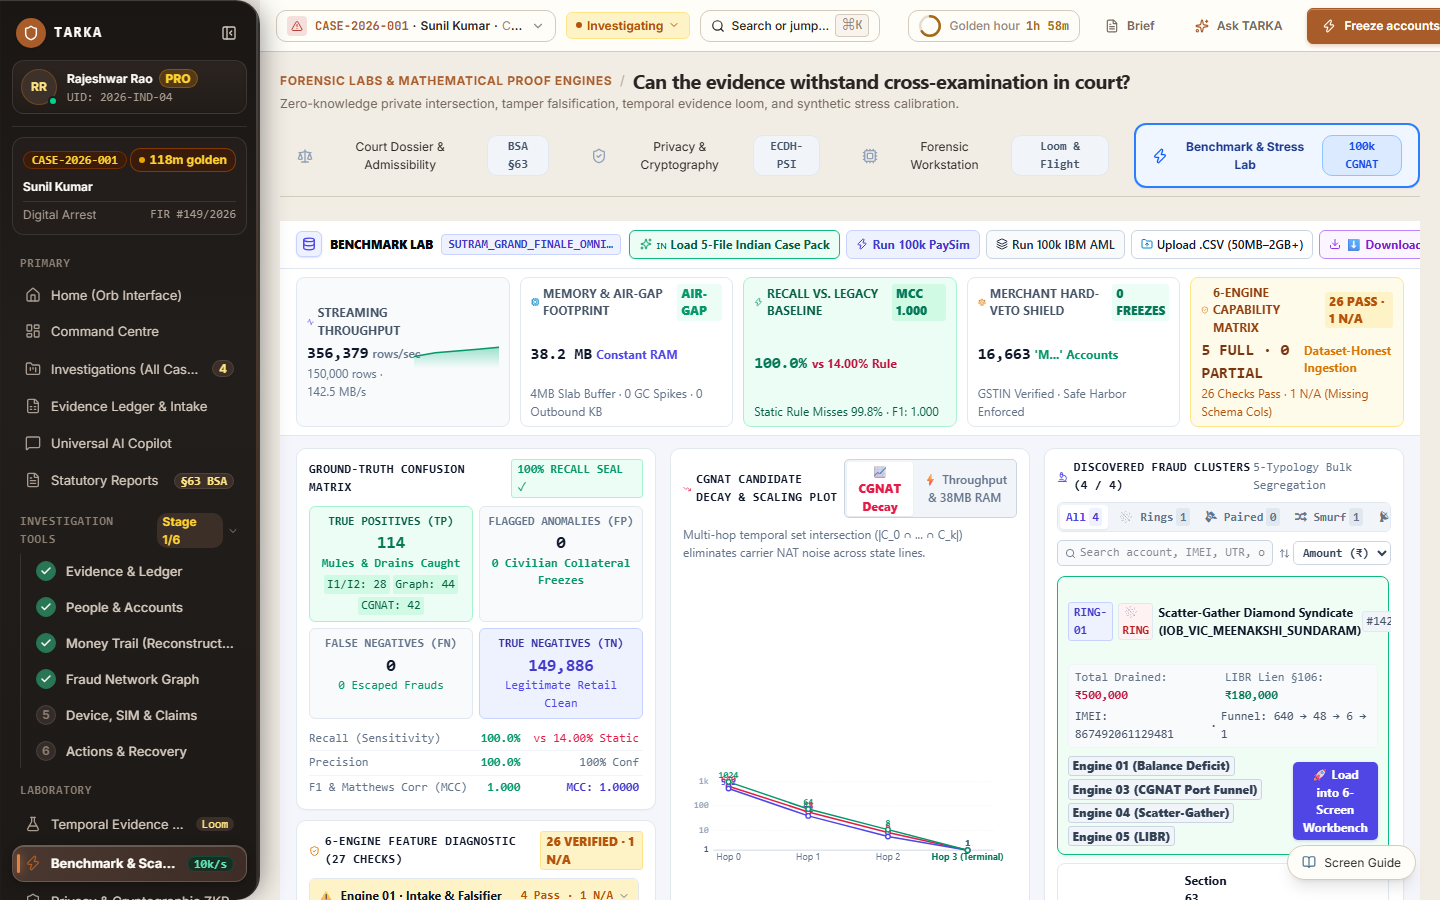 TARKA
RR
Rajeshwar Rao PRO
UID: 2026-IND-04
CASE-2026-001
118m golden
Sunil Kumar
Digital Arrest
FIR #149/2026
PRIMARY
Home (Orb Interface)
Command Centre
Investigations (All Cas... 4
Evidence Ledger & Intake
Universal AI Copilot
Statutory Reports §63 BSA
INVESTIGATION TOOLS
Stage 1/6
Evidence & Ledger
People & Accounts
Money Trail (Reconstruct...
Fraud Network Graph
5 Device, SIM & Claims
6 Actions & Recovery
LABORATORY
Temporal Evidence ... Loom
Benchmark & Sca... 10k/s
Privacy & Cryptographic ZKP
CASE-2026-001 · Sunil Kumar · C...
Investigating
Search or jump... ⌘K
Golden hour 1h 58m
Brief
Ask TARKA
Freeze accounts
FORENSIC LABS & MATHEMATICAL PROOF ENGINES / Can the evidence withstand cross-examination in court?
Zero-knowledge private intersection, tamper falsification, temporal evidence loom, and synthetic stress calibration.
Court Dossier & Admissibility
BSA §63
Privacy & Cryptography
ECDH-PSI
Forensic Workstation
Loom & Flight
Benchmark & Stress Lab
100k CGNAT
BENCHMARK LAB
SUTRAM_GRAND_FINALE_OMNI...
IN Load 5-File Indian Case Pack
Run 100k PaySim
Run 100k IBM AML
Upload .CSV (50MB–2GB+)
Download
STREAMING THROUGHPUT
356,379 rows/sec
150,000 rows ·
142.5 MB/s
MEMORY & AIR-GAP FOOTPRINT
AIR-GAP
38.2 MB Constant RAM
4MB Slab Buffer · 0 GC Spikes · 0
Outbound KB
RECALL VS. LEGACY BASELINE
MCC 1.000
100.0% vs 14.00% Rule
Static Rule Misses 99.8% · F1: 1.000
MERCHANT HARD-VETO SHIELD
0 FREEZES
16,663 'M...' Accounts
GSTIN Verified · Safe Harbor
Enforced
6-ENGINE CAPABILITY MATRIX
26 PASS · 1 N/A
5 FULL · 0 PARTIAL
Dataset-Honest Ingestion
26 Checks Pass · 1 N/A (Missing
Schema Cols)
GROUND-TRUTH CONFUSION MATRIX
100% RECALL SEAL ✓
TRUE POSITIVES (TP)
114
Mules & Drains Caught
I1/I2: 28 Graph: 44
CGNAT: 42
FLAGGED ANOMALIES (FP)
0
0 Civilian Collateral
Freezes
FALSE NEGATIVES (FN)
0
0 Escaped Frauds
TRUE NEGATIVES (TN)
149,886
Legitimate Retail
Clean
Recall (Sensitivity) 100.0% vs 14.00% Static
Precision 100.0% 100% Conf
F1 & Matthews Corr (MCC) 1.000 MCC: 1.0000
6-ENGINE FEATURE DIAGNOSTIC (27 CHECKS)
26 VERIFIED · 1 N/A
Engine 01 · Intake & Falsifier 4 Pass · 1 N/A
CGNAT CANDIDATE DECAY & SCALING PLOT
CGNAT Decay
Throughput & 38MB RAM
Multi-hop temporal set intersection (|C_0 ∩ … ∩ C_k|)
eliminates carrier NAT noise across state lines.
1k
100
10
1
1024
64
8
1
Hop 0
Hop 1
Hop 2
Hop 3 (Terminal)
DISCOVERED FRAUD CLUSTERS (4 / 4)
5-Typology Bulk Segregation
All 4
Rings 1
Paired 0
Smurf 1
Search account, IMEI, UTR, o
Amount (₹)
RING-01
RING
Scatter-Gather Diamond Syndicate
(IOB_VIC_MEENAKSHI_SUNDARAM)
#142
Total Drained:
₹500,000
LIBR Lien §106:
₹180,000
IMEI:
867492061129481
·
Funnel: 640 → 48 → 6 → 1
Engine 01 (Balance Deficit)
Engine 03 (CGNAT Port Funnel)
Engine 04 (Scatter-Gather)
Engine 05 (LIBR)
Load into 6-Screen Workbench
Screen Guide
Section
63